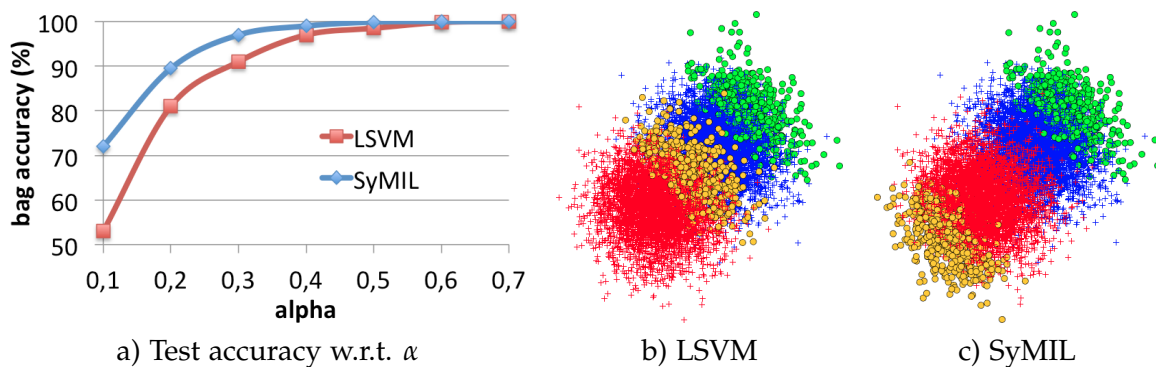 bag accuracy (%)
100
90
80
70
60
50
LSVM
SyMIL
0,1 0,2 0,3 0,4 0,5 0,6 0,7
alpha
a) Test accuracy w.r.t. α
b) LSVM
c) SyMIL